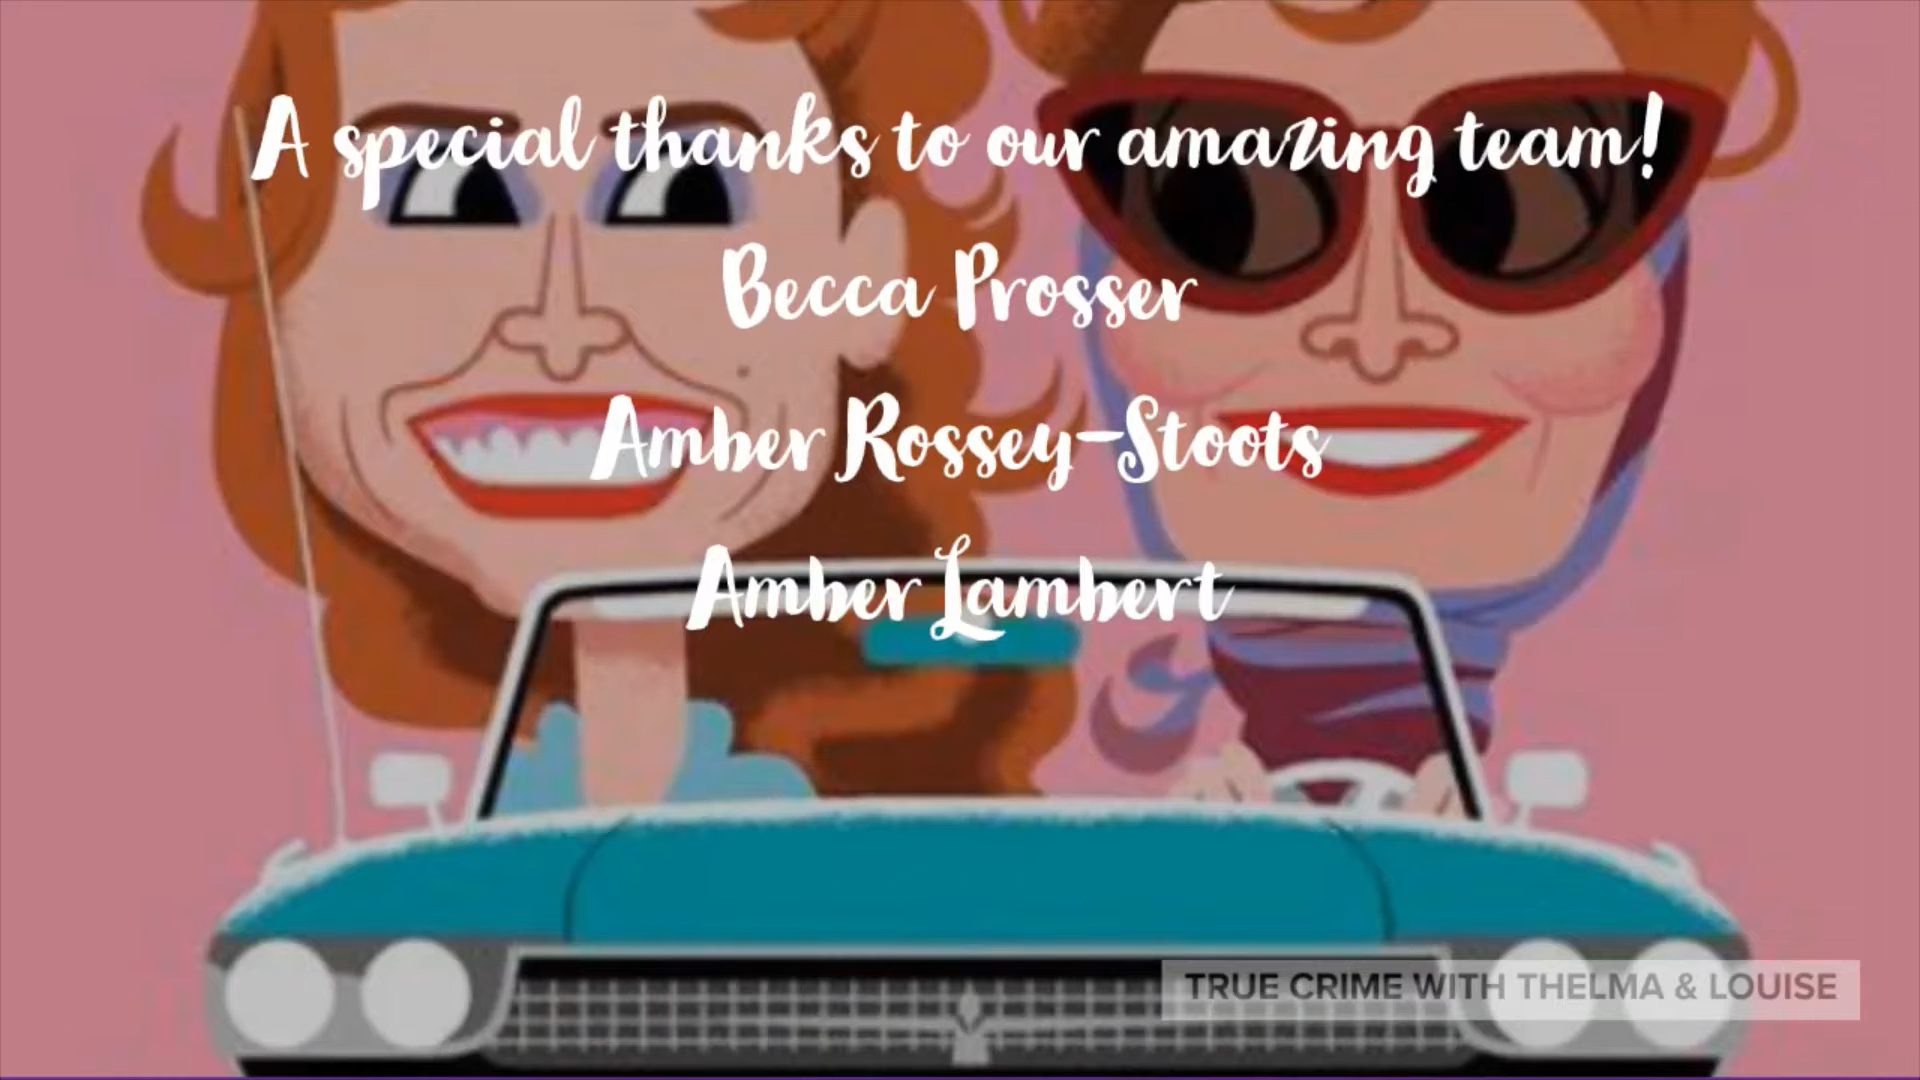 A special thanks to our amazing team!
Becca Prosser
Amber Rossey-Stoots
Amber Lambert
TRUE CRIME WITH THELMA & LOUISE